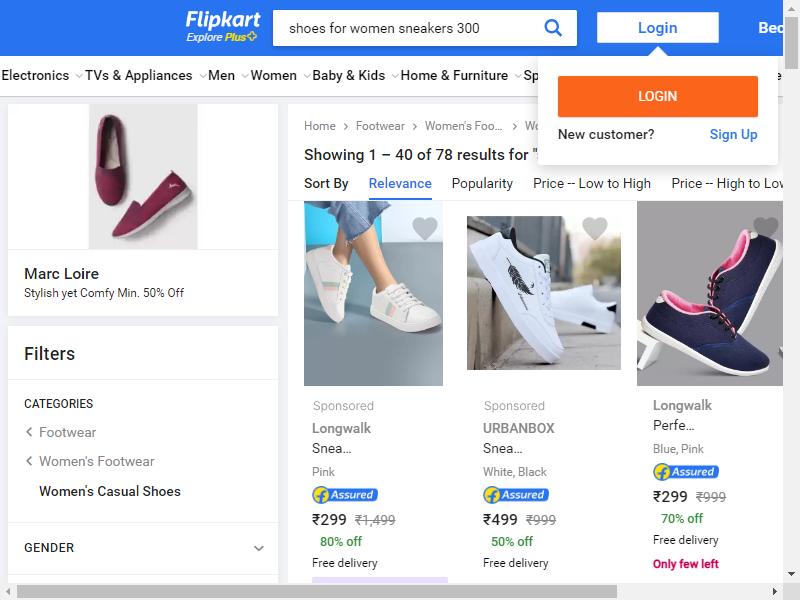 Flipkart
Explore Plus
shoes for women sneakers 300
Login
Electronics
TVs & Appliances
Men
Women
Baby & Kids
Home & Furniture
LOGIN
New customer?
Sign Up
Home
Footwear
Women's Foo...
Showing 1 – 40 of 78 results for "
Sort By
Relevance
Popularity
Price -- Low to High
Price -- High to Low
Marc Loire
Stylish yet Comfy Min. 50% Off
Filters
CATEGORIES
Footwear
Women's Footwear
Women's Casual Shoes
GENDER
Sponsored
Longwalk
Snea...
Pink
Assured
₹299 ₹1,499
80% off
Free delivery
Sponsored
URBANBOX
Snea...
White, Black
Assured
₹499 ₹999
50% off
Free delivery
Longwalk
Perfe...
Blue, Pink
Assured
₹299 ₹999
70% off
Free delivery
Only few left